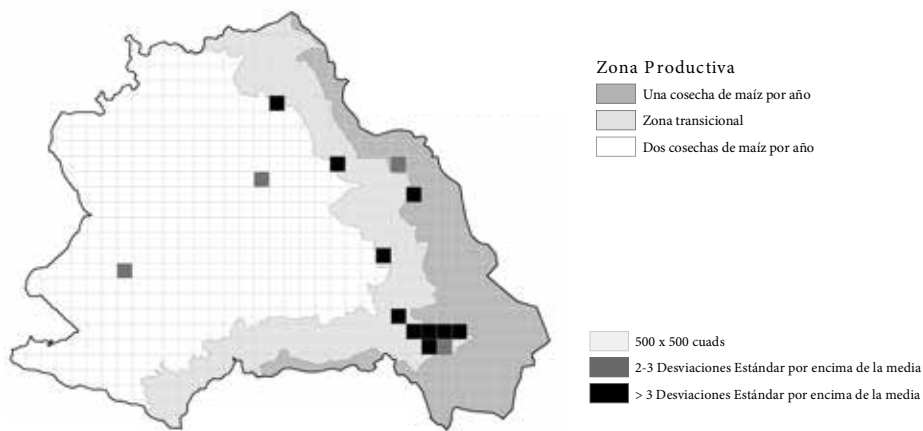 Zona Productiva
Una cosecha de maíz por año
Zona transicional
Dos cosechas de maíz por año
500 x 500 cuads
2-3 Desviaciones Estándar por encima de la media
> 3 Desviaciones Estándar por encima de la media